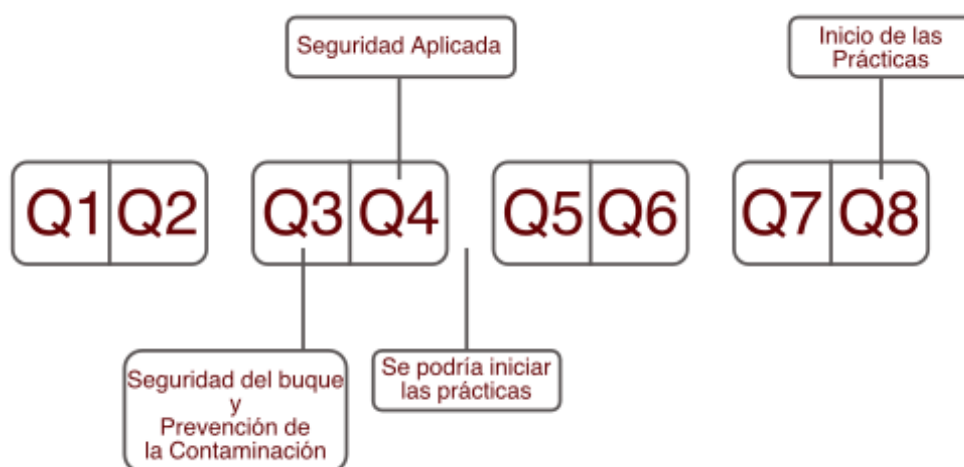 Seguridad Aplicada
Inicio de las
Prácticas
Q1 Q2 Q3 Q4 Q5 Q6 Q7 Q8
Seguridad del buque
y
Prevención de
la Contaminación
Se podría iniciar
las prácticas